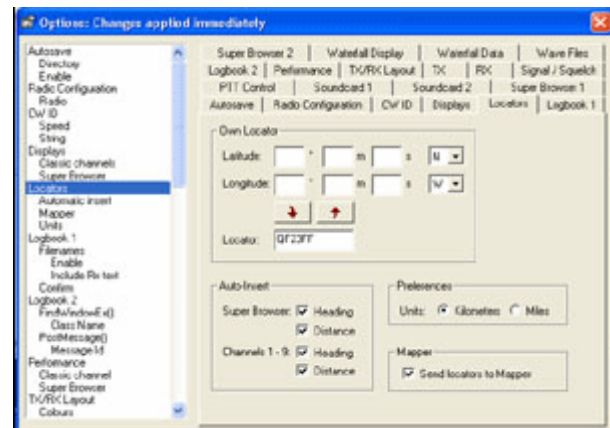 Options: Changes applied immediately
Autosave
Directory
Enable
Radio Configuration
Radio
CW ID
Speed
String
Displays
Classic channels
Super Browser
Locators
Automatic insert
Mapper
Units
Logbook 1
Filenames
Enable
Include Rx text
Confirm
Logbook 2
FindWindowEx()
Class Name
PostMessage()
Message Id
Performance
Classic channel
Super Browser
TX/RX Layout
Colours
Super Browser 2 Waterfall Display Waterfall Data Wave Files
Logbook 2 Performance TX/RX Layout TX RX Signal / Squelch
PTT Control Soundcard 1 Soundcard 2 Super Browser 1
Autosave Radio Configuration CW ID Displays Locators Logbook 1
Own Locator
Latitude: ° m s N
Longitude: ° m s W
Locator: QF23FF
Auto-Insert
Super Browser: Heading
Distance
Channels 1 - 9: Heading
Distance
Preferences
Units: Kilometers Miles
Mapper
Send locators to Mapper